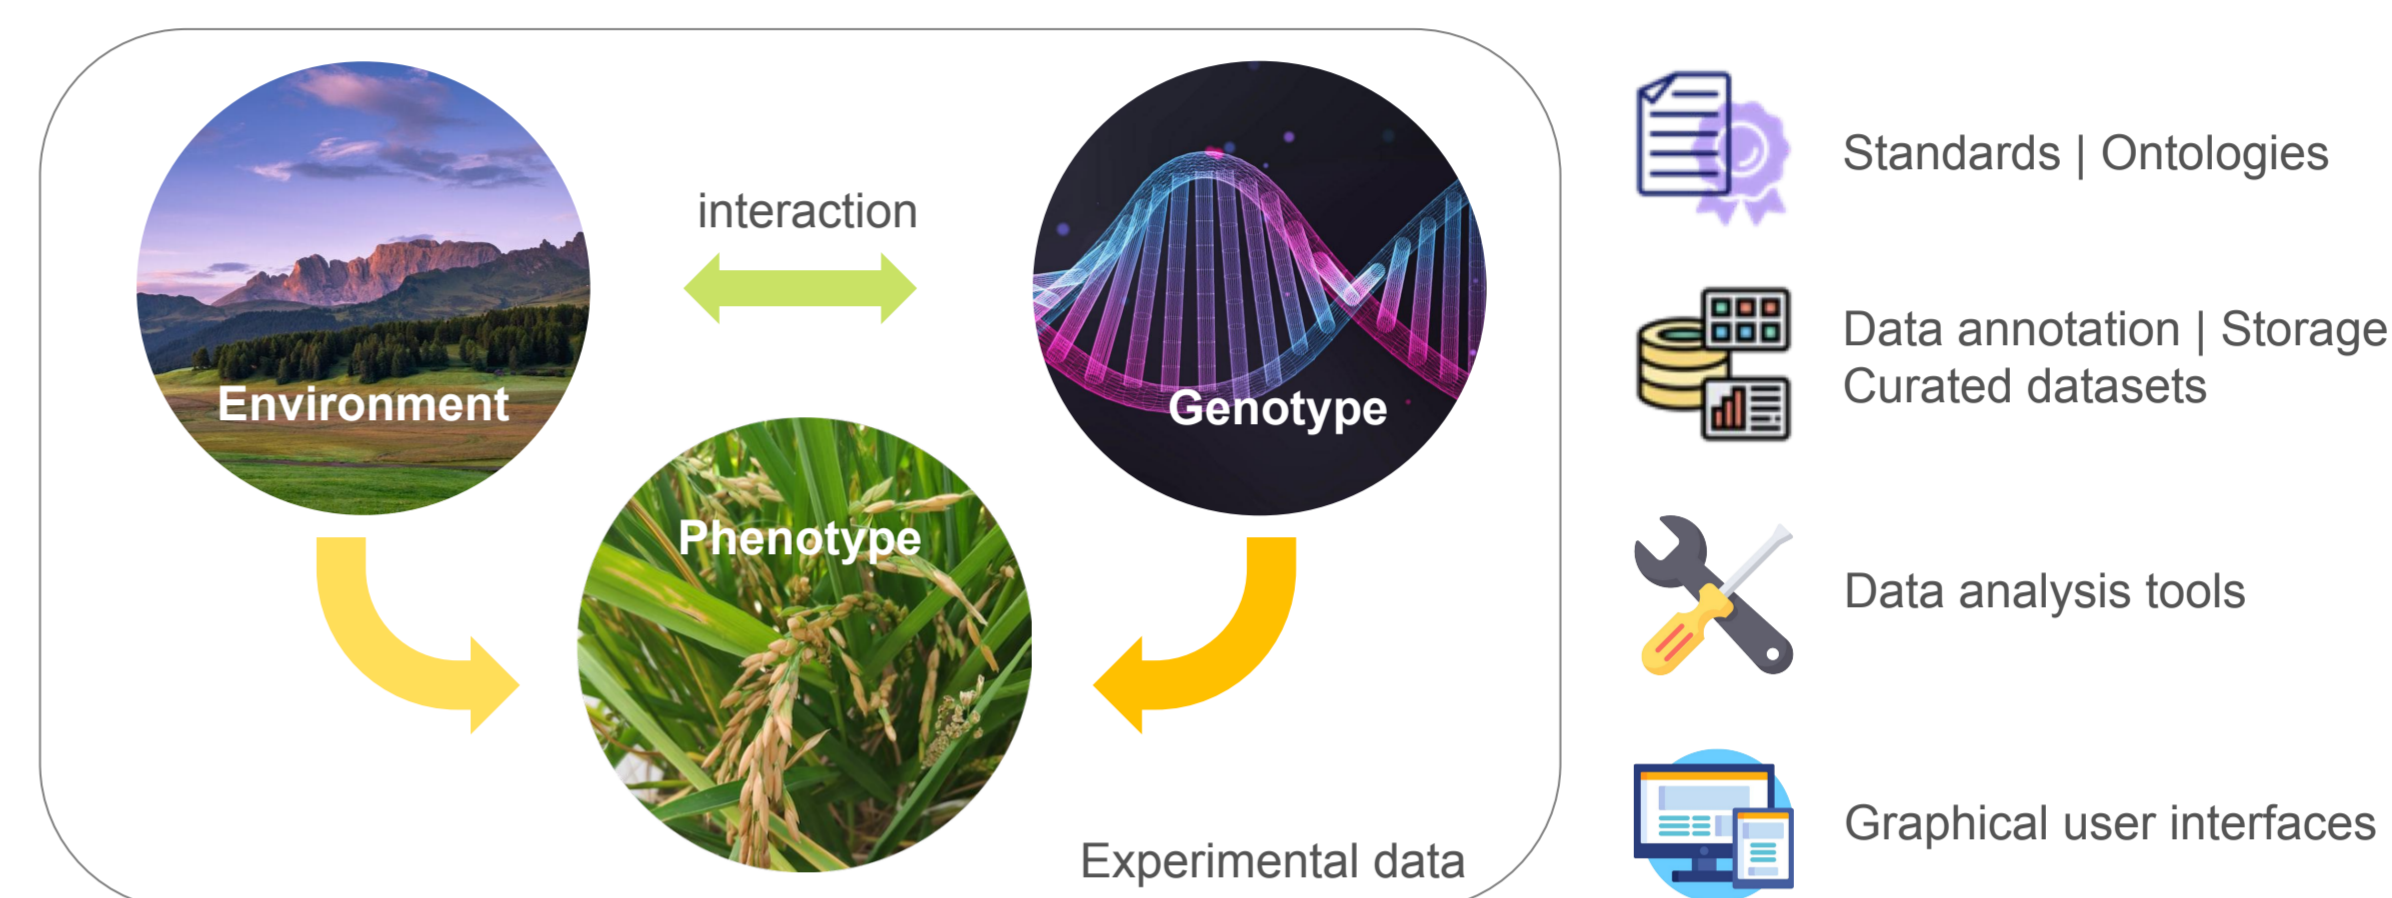 interaction
Environment
Genotype
Phenotype
Experimental data
Standards | Ontologies
Data annotation | Storage
Curated datasets
Data analysis tools
Graphical user interfaces